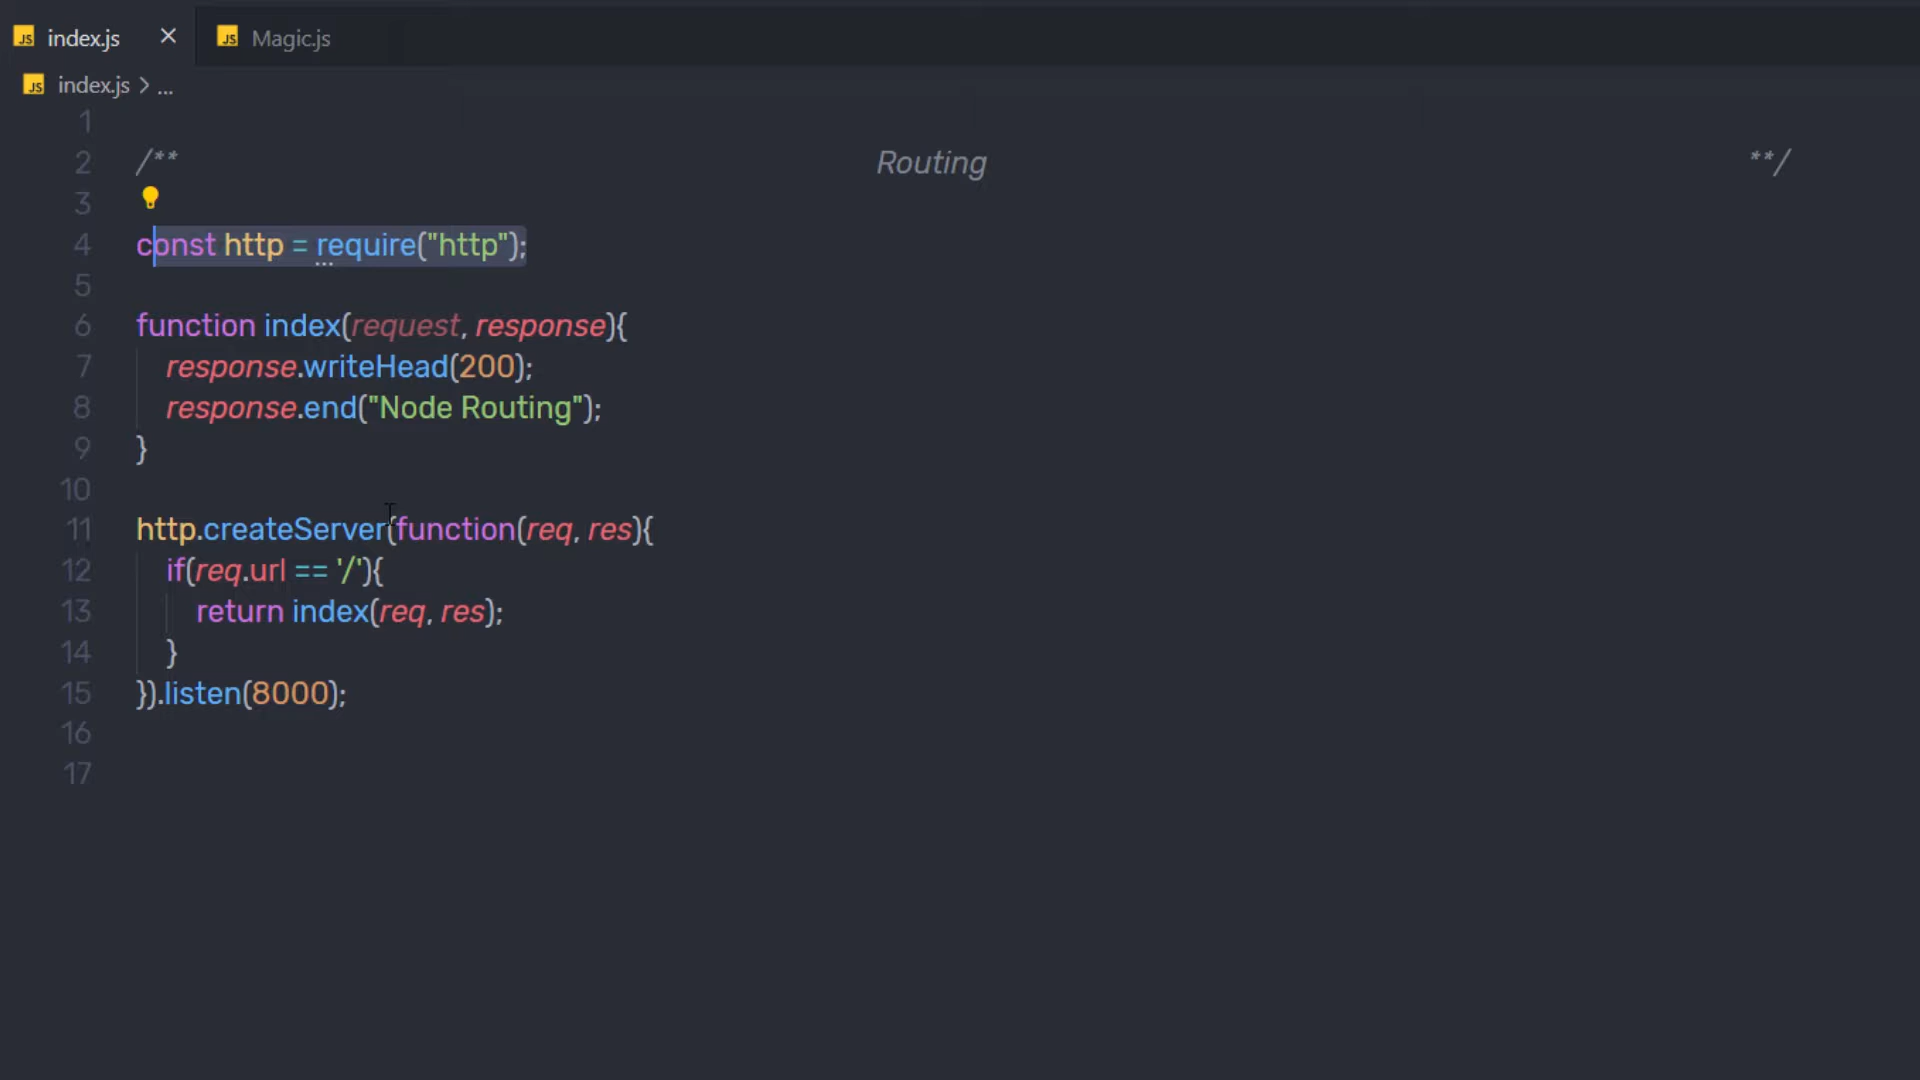 index.js
Magic.js
index.js > ...
1
2 /** Routing **/
3
4 const http = require("http");
5
6 function index(request, response){
7 response.writeHead(200);
8 response.end("Node Routing");
9 }
10
11 http.createServer(function(req, res){
12 if(req.url == '/'){
13 return index(req, res);
14 }
15 }).listen(8000);
16
17